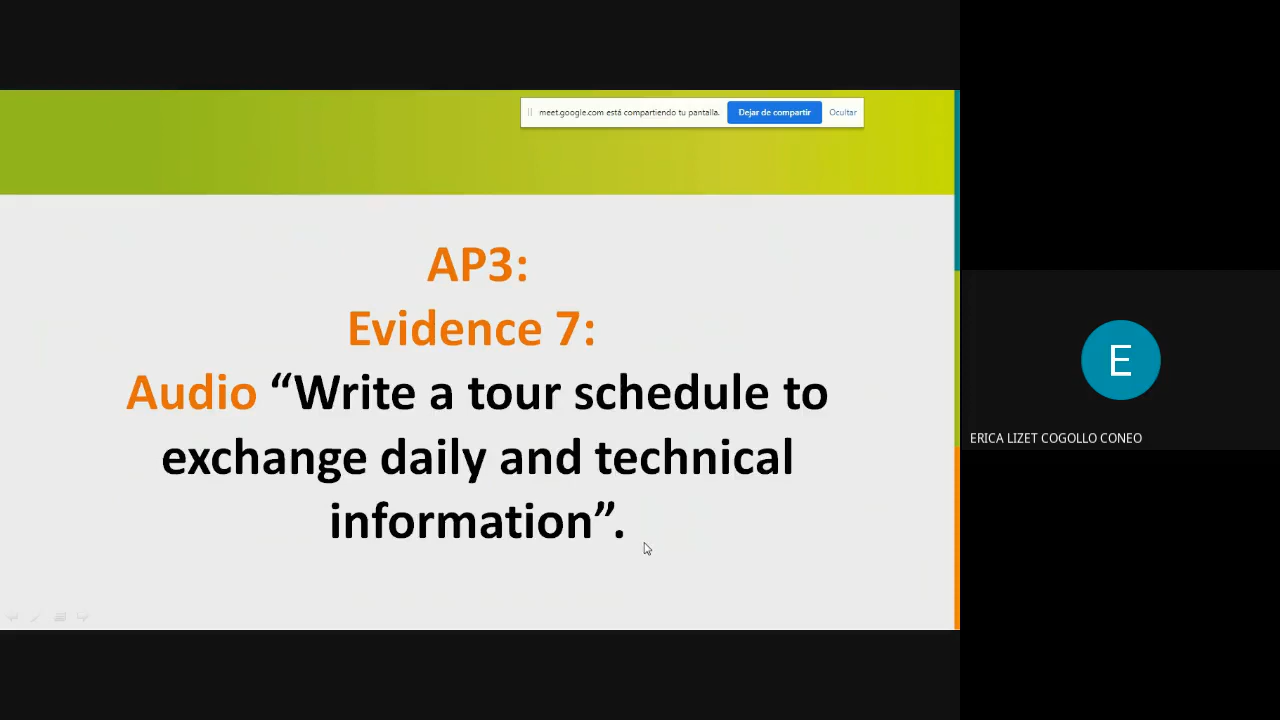 meet.google.com está compartiendo tu pantalla.
Dejar de compartir
Ocultar
AP3:
Evidence 7:
Audio “Write a tour schedule to
exchange daily and technical
information”.
E
ERICA LIZET COGOLLO CONEO